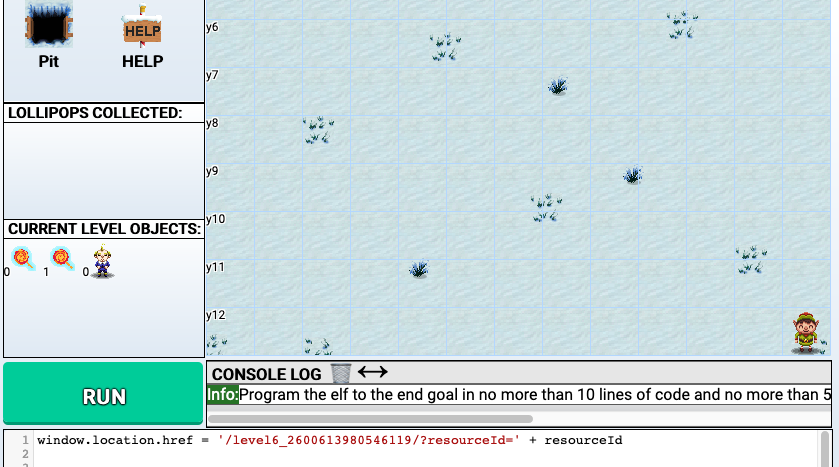 y6
HELP
Pit
HELP
y7
LOLLIPOPS COLLECTED:
y8
y9
y10
CURRENT LEVEL OBJECTS:
0 1 0
y11
y12
CONSOLE LOG
RUN
Info:Program the elf to the end goal in no more than 10 lines of code and no more than 5
1 window.location.href = '/level6_2600613980546119/?resourceId=' + resourceId
2